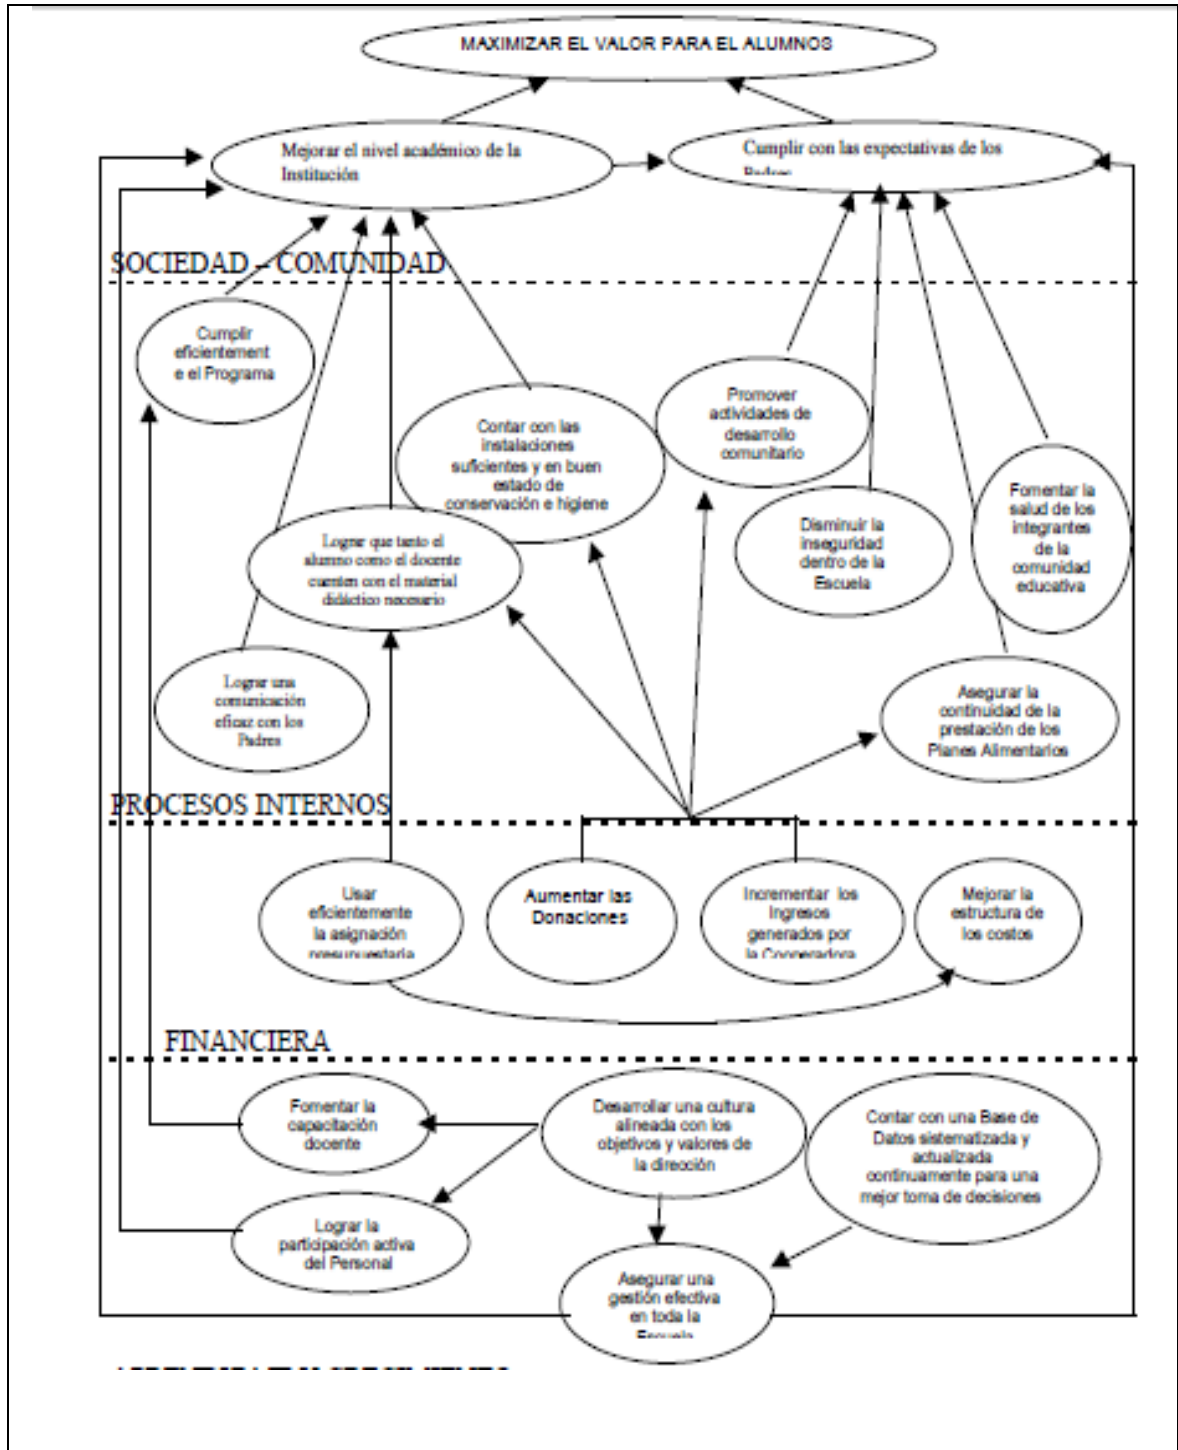 MAXIMIZAR EL VALOR PARA EL ALUMNOS
Mejorar el nivel académico de la
Institución
Cumplir con las expectativas de los
Padres
SOCIEDAD – COMUNIDAD
Cumplir
eficientement
e el Programa
Contar con las
instalaciones
suficientes y en buen
estado de
conservación e higiene
Promover
actividades de
desarrollo
comunitario
Lograr que tanto el
alumno como el docente
cuenten con el material
didáctico necesario
Disminuir la
inseguridad
dentro de la
Escuela
Fomentar la
salud de los
integrantes
de la
comunidad
educativa
Lograr una
comunicación
eficaz con los
Padres
Asegurar la
continuidad de la
prestación de los
Planes Alimentarios
PROCESOS INTERNOS
Usar
eficientemente
la asignación
presupuestaria
Aumentar las
Donaciones
Incrementar los
Ingresos
generados por
la Cooperadora
Mejorar la
estructura de
los costos
FINANCIERA
Fomentar la
capacitación
docente
Desarrollar una cultura
alineada con los
objetivos y valores de
la dirección
Contar con una Base de
Datos sistematizada y
actualizada
continuamente para una
mejor toma de decisiones
Lograr la
participación activa
del Personal
Asegurar una
gestión efectiva
en toda la
Escuela